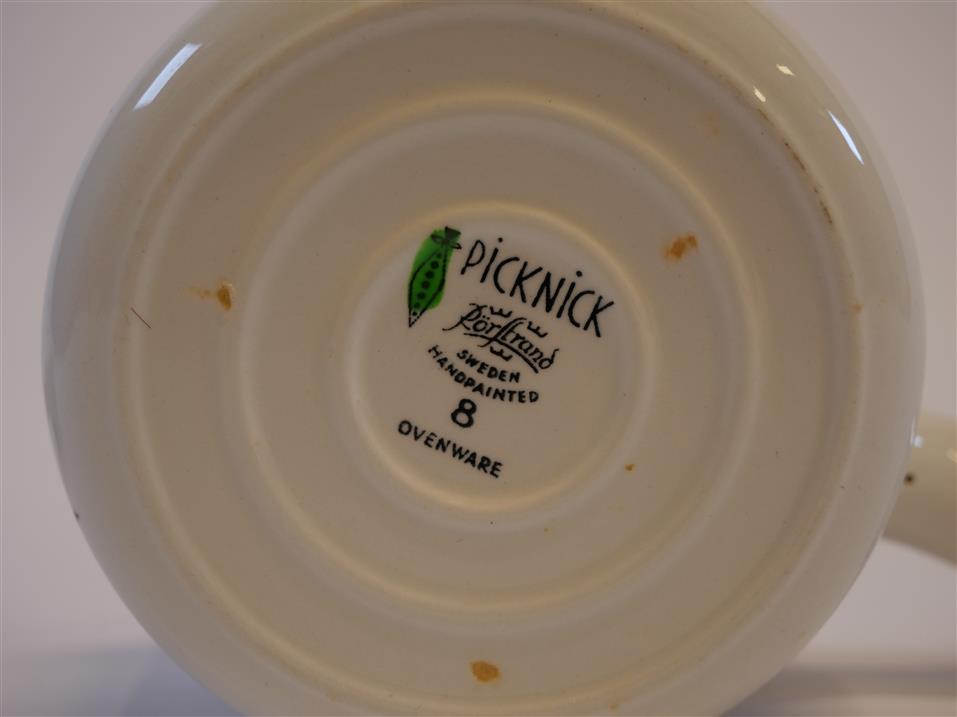 PICKNICK
Rörstrand
SWEDEN
HANDPAINTED
8
OVENWARE